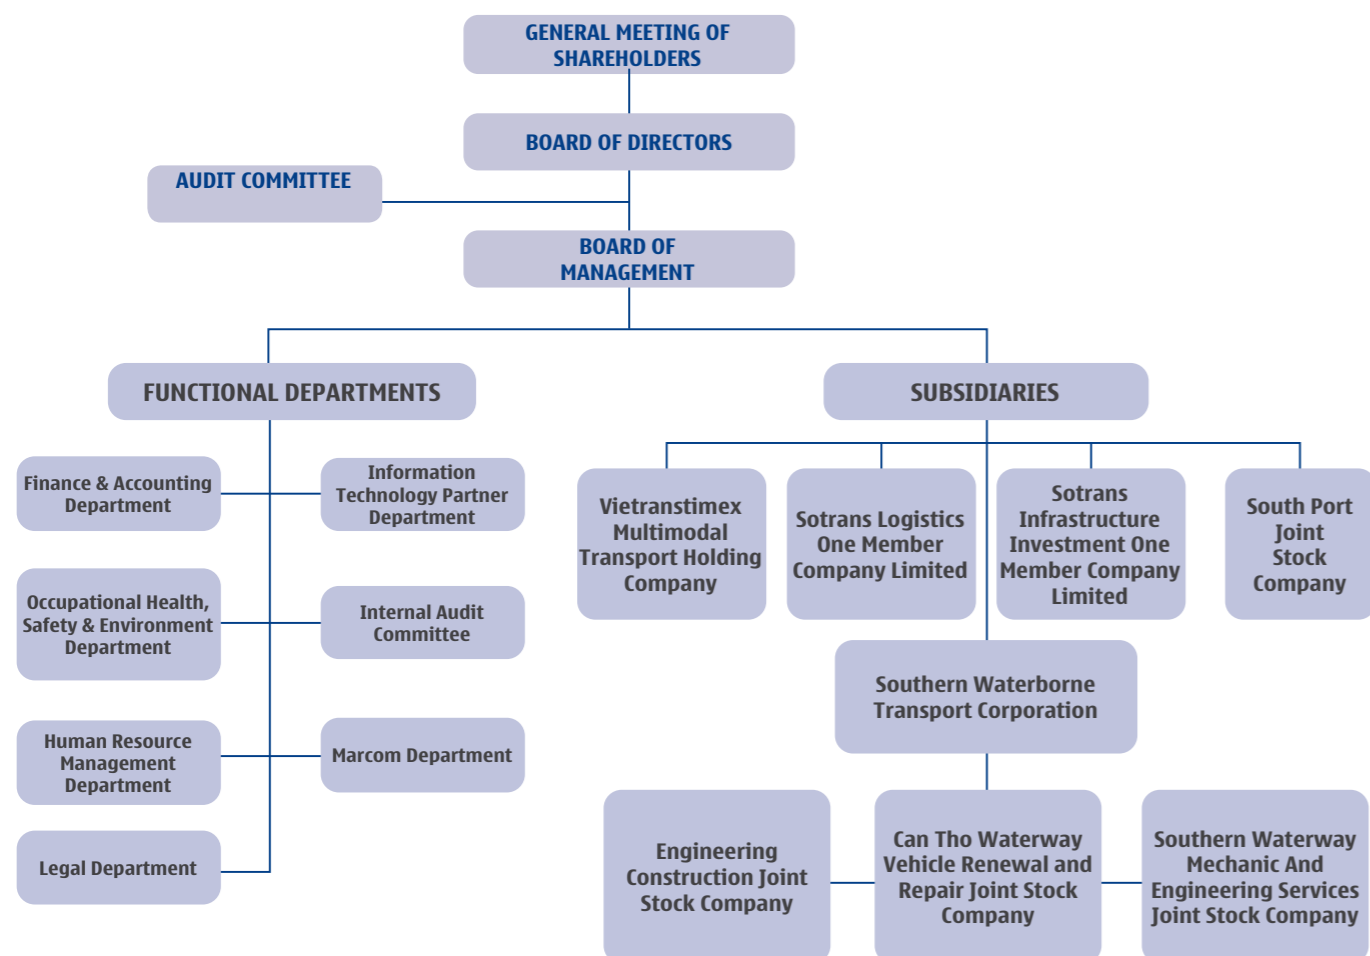 GENERAL MEETING OF
SHAREHOLDERS
BOARD OF DIRECTORS
AUDIT COMMITTEE
BOARD OF
MANAGEMENT
FUNCTIONAL DEPARTMENTS
SUBSIDIARIES
Finance & Accounting
Department
Information
Technology Partner
Department
Occupational Health,
Safety & Environment
Department
Internal Audit
Committee
Human Resource
Management
Department
Marcom Department
Legal Department
Vietranstimex
Multimodal
Transport Holding
Company
Sotrans Logistics
One Member
Company Limited
Sotrans
Infrastructure
Investment One
Member Company
Limited
South Port
Joint
Stock
Company
Southern Waterborne
Transport Corporation
Engineering
Construction Joint
Stock Company
Can Tho Waterway
Vehicle Renewal and
Repair Joint Stock
Company
Southern Waterway
Mechanic And
Engineering Services
Joint Stock Company